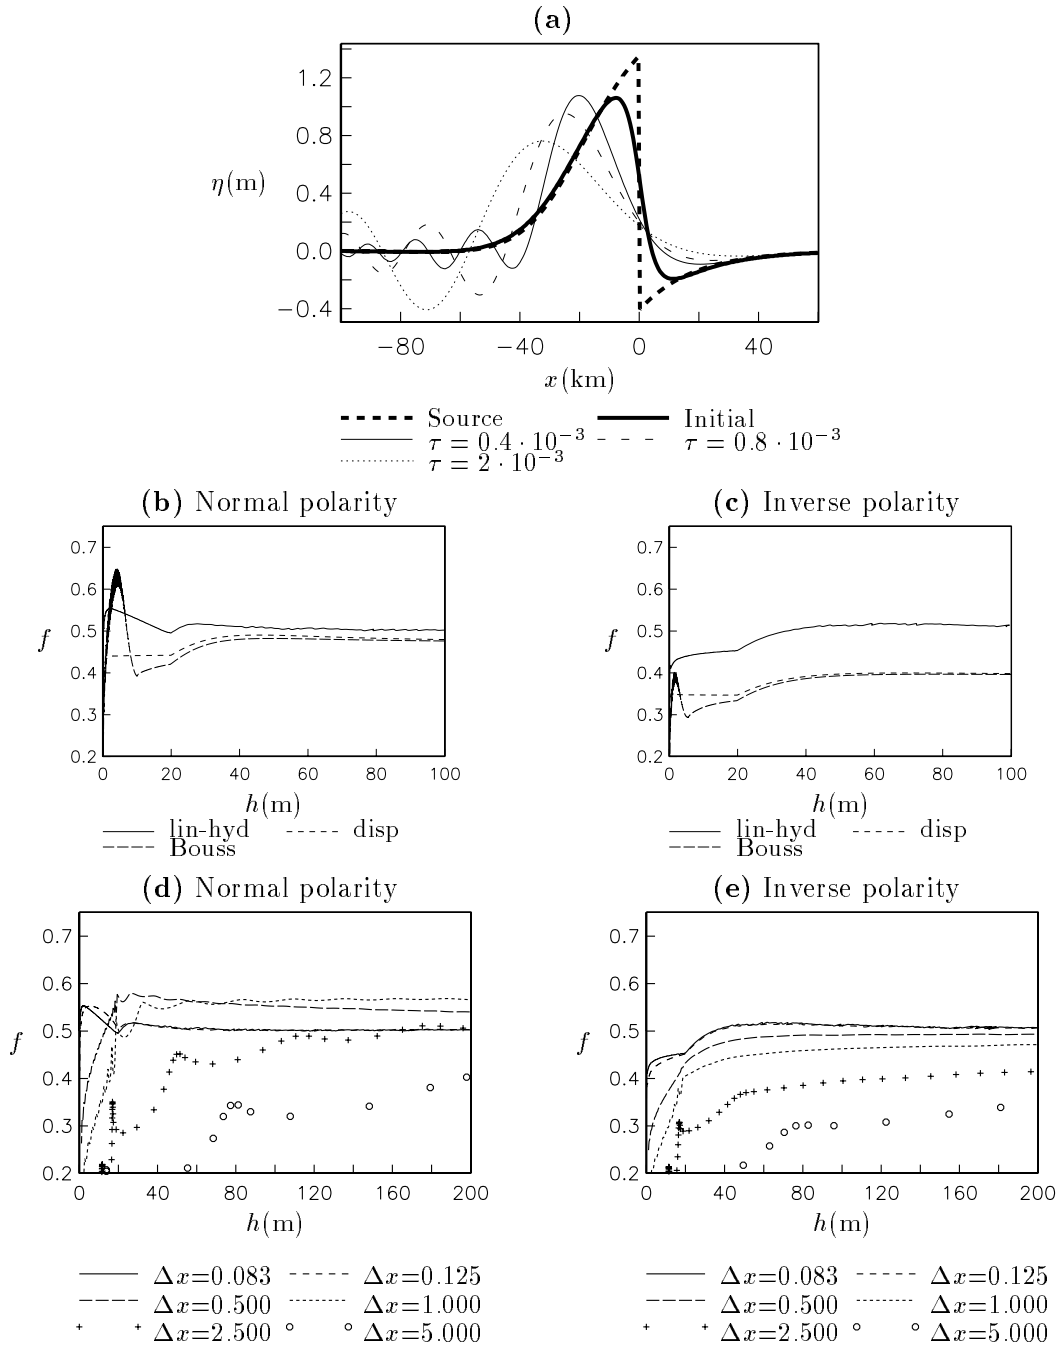 (a)
1.2
0.8
η(m)
0.4
0.0
−0.4
−80 −40 0 40
x(km)
Source Initial
τ = 0.4 · 10⁻³ τ = 0.8 · 10⁻³
τ = 2 · 10⁻³
(b) Normal polarity (c) Inverse polarity
0.7 0.7
0.6 0.6
f 0.5 f 0.5
0.4 0.4
0.3 0.3
0.2 0.2
0 20 40 60 80 100 0 20 40 60 80 100
h(m) h(m)
lin-hyd disp lin-hyd disp
Bouss Bouss
(d) Normal polarity (e) Inverse polarity
0.7 0.7
0.6 0.6
f 0.5 f 0.5
0.4 0.4
0.3 0.3
0.2 0.2
0 40 80 120 160 200 0 40 80 120 160 200
h(m) h(m)
Δx=0.083 Δx=0.125 Δx=0.083 Δx=0.125
Δx=0.500 Δx=1.000 Δx=0.500 Δx=1.000
Δx=2.500 Δx=5.000 Δx=2.500 Δx=5.000